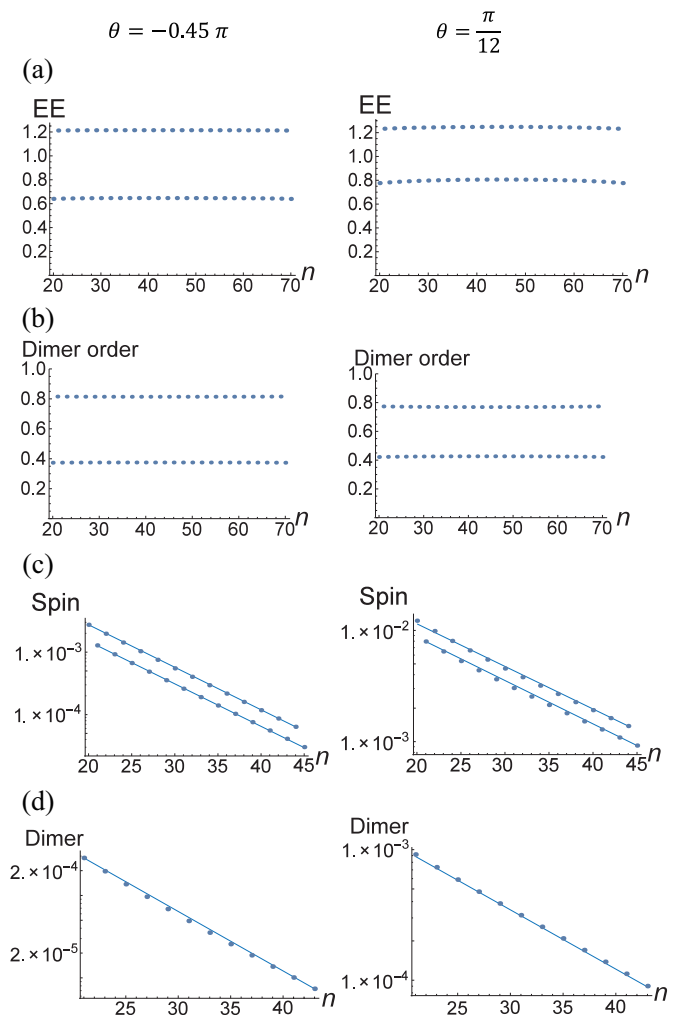 θ = −0.45 π
θ = π/12
(a)
EE
1.2
1.0
0.8
0.6
0.4
0.2
20 30 40 50 60 70 n
EE
1.2
1.0
0.8
0.6
0.4
0.2
20 30 40 50 60 70 n
(b)
Dimer order
1.0
0.8
0.6
0.4
0.2
20 30 40 50 60 70 n
Dimer order
1.0
0.8
0.6
0.4
0.2
20 30 40 50 60 70 n
(c)
Spin
1. × 10⁻³
1. × 10⁻⁴
20 25 30 35 40 45 n
Spin
1. × 10⁻²
1. × 10⁻³
20 25 30 35 40 45 n
(d)
Dimer
2. × 10⁻⁴
2. × 10⁻⁵
25 30 35 40 n
Dimer
1. × 10⁻³
1. × 10⁻⁴
25 30 35 40 n